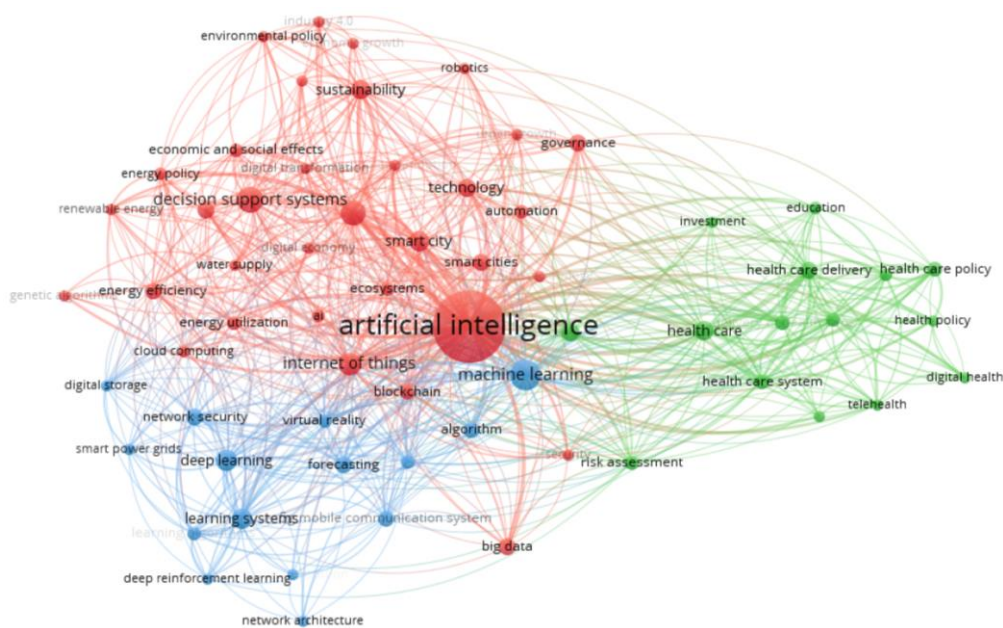 industry 4.0
environmental policy
economic growth
robotics
sustainability
governance
economic and social effects
digital transformation
energy policy
technology
decision support systems
renewable energy
automation
education
investment
smart city
digital economy
smart cities
water supply
health care delivery
health care policy
ecosystems
energy efficiency
genetic algorithms
ai
energy utilization
artificial intelligence
health care
health policy
cloud computing
internet of things
machine learning
health care system
digital health
digital storage
blockchain
telehealth
network security
virtual reality
algorithm
smart power grids
deep learning
forecasting
security
risk assessment
learning systems
mobile communication system
learning
big data
deep reinforcement learning
network architecture